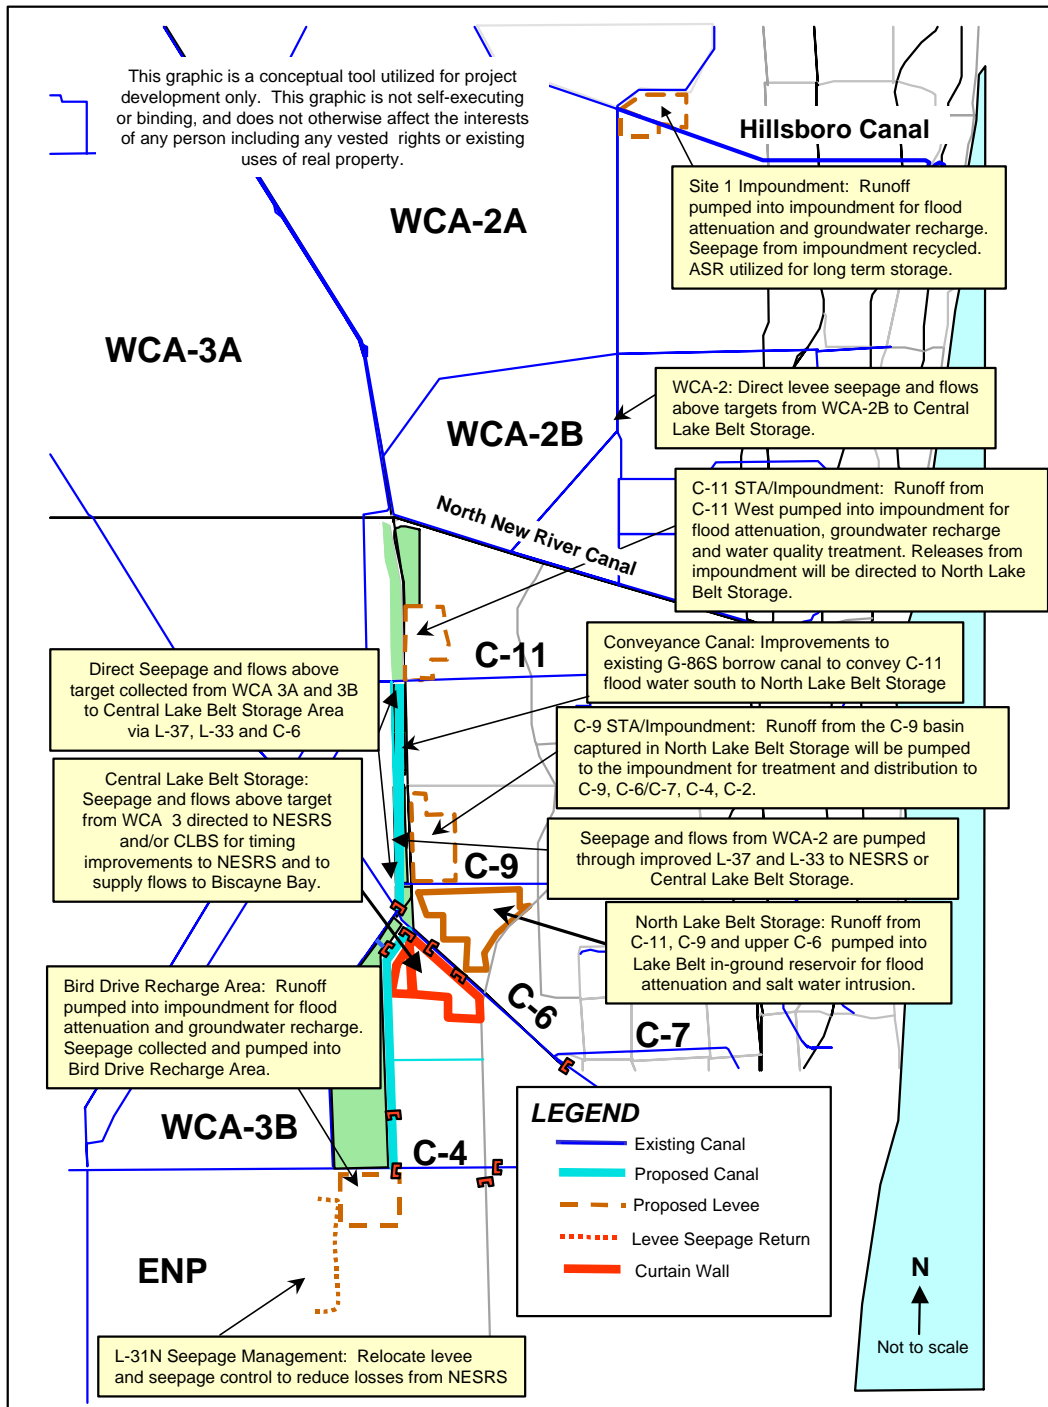 This graphic is a conceptual tool utilized for project
development only. This graphic is not self-executing
or binding, and does not otherwise affect the interests
of any person including any vested rights or existing
uses of real property.
Hillsboro Canal
Site 1 Impoundment: Runoff
pumped into impoundment for flood
attenuation and groundwater recharge.
Seepage from impoundment recycled.
ASR utilized for long term storage.
WCA-2A
WCA-3A
WCA-2: Direct levee seepage and flows
above targets from WCA-2B to Central
Lake Belt Storage.
WCA-2B
C-11 STA/Impoundment: Runoff from
C-11 West pumped into impoundment for
flood attenuation, groundwater recharge
and water quality treatment. Releases from
impoundment will be directed to North Lake
Belt Storage.
North New River Canal
C-11
Conveyance Canal: Improvements to
existing G-86S borrow canal to convey C-11
flood water south to North Lake Belt Storage
Direct Seepage and flows above
target collected from WCA 3A and 3B
to Central Lake Belt Storage Area
via L-37, L-33 and C-6
C-9 STA/Impoundment: Runoff from the C-9 basin
captured in North Lake Belt Storage will be pumped
to the impoundment for treatment and distribution to
C-9, C-6/C-7, C-4, C-2.
Central Lake Belt Storage:
Seepage and flows above target
from WCA 3 directed to NESRS
and/or CLBS for timing
improvements to NESRS and to
supply flows to Biscayne Bay.
Seepage and flows from WCA-2 are pumped
through improved L-37 and L-33 to NESRS or
Central Lake Belt Storage.
C-9
North Lake Belt Storage: Runoff from
C-11, C-9 and upper C-6 pumped into
Lake Belt in-ground reservoir for flood
attenuation and salt water intrusion.
Bird Drive Recharge Area: Runoff
pumped into impoundment for flood
attenuation and groundwater recharge.
Seepage collected and pumped into
Bird Drive Recharge Area.
C-6
C-7
WCA-3B
C-4
LEGEND
Existing Canal
Proposed Canal
Proposed Levee
Levee Seepage Return
Curtain Wall
ENP
N
Not to scale
L-31N Seepage Management: Relocate levee
and seepage control to reduce losses from NESRS